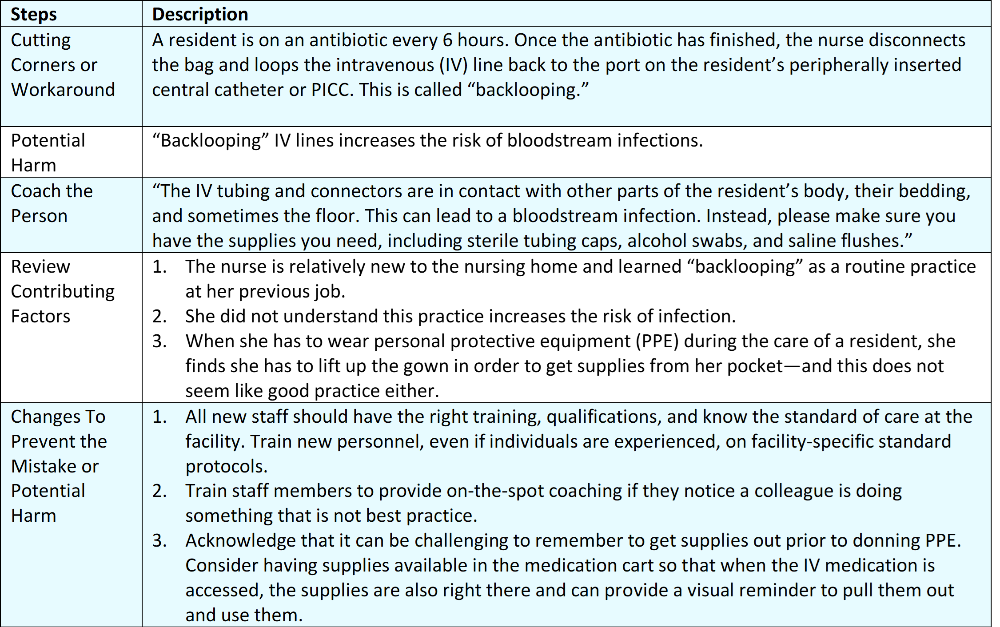 Steps
Description
Cutting
Corners or
Workaround
A resident is on an antibiotic every 6 hours. Once the antibiotic has finished, the nurse disconnects
the bag and loops the intravenous (IV) line back to the port on the resident’s peripherally inserted
central catheter or PICC. This is called “backlooping.”
Potential
Harm
“Backlooping” IV lines increases the risk of bloodstream infections.
Coach the
Person
“The IV tubing and connectors are in contact with other parts of the resident’s body, their bedding,
and sometimes the floor. This can lead to a bloodstream infection. Instead, please make sure you
have the supplies you need, including sterile tubing caps, alcohol swabs, and saline flushes.”
Review
Contributing
Factors
1. The nurse is relatively new to the nursing home and learned “backlooping” as a routine practice
at her previous job.
2. She did not understand this practice increases the risk of infection.
3. When she has to wear personal protective equipment (PPE) during the care of a resident, she
finds she has to lift up the gown in order to get supplies from her pocket—and this does not
seem like good practice either.
Changes To
Prevent the
Mistake or
Potential
Harm
1. All new staff should have the right training, qualifications, and know the standard of care at the
facility. Train new personnel, even if individuals are experienced, on facility-specific standard
protocols.
2. Train staff members to provide on-the-spot coaching if they notice a colleague is doing
something that is not best practice.
3. Acknowledge that it can be challenging to remember to get supplies out prior to donning PPE.
Consider having supplies available in the medication cart so that when the IV medication is
accessed, the supplies are also right there and can provide a visual reminder to pull them out
and use them.